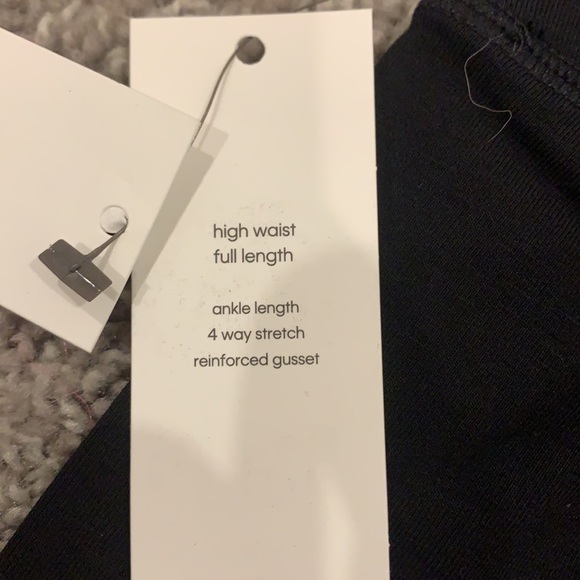 high waist
full length
ankle length
4 way stretch
reinforced gusset